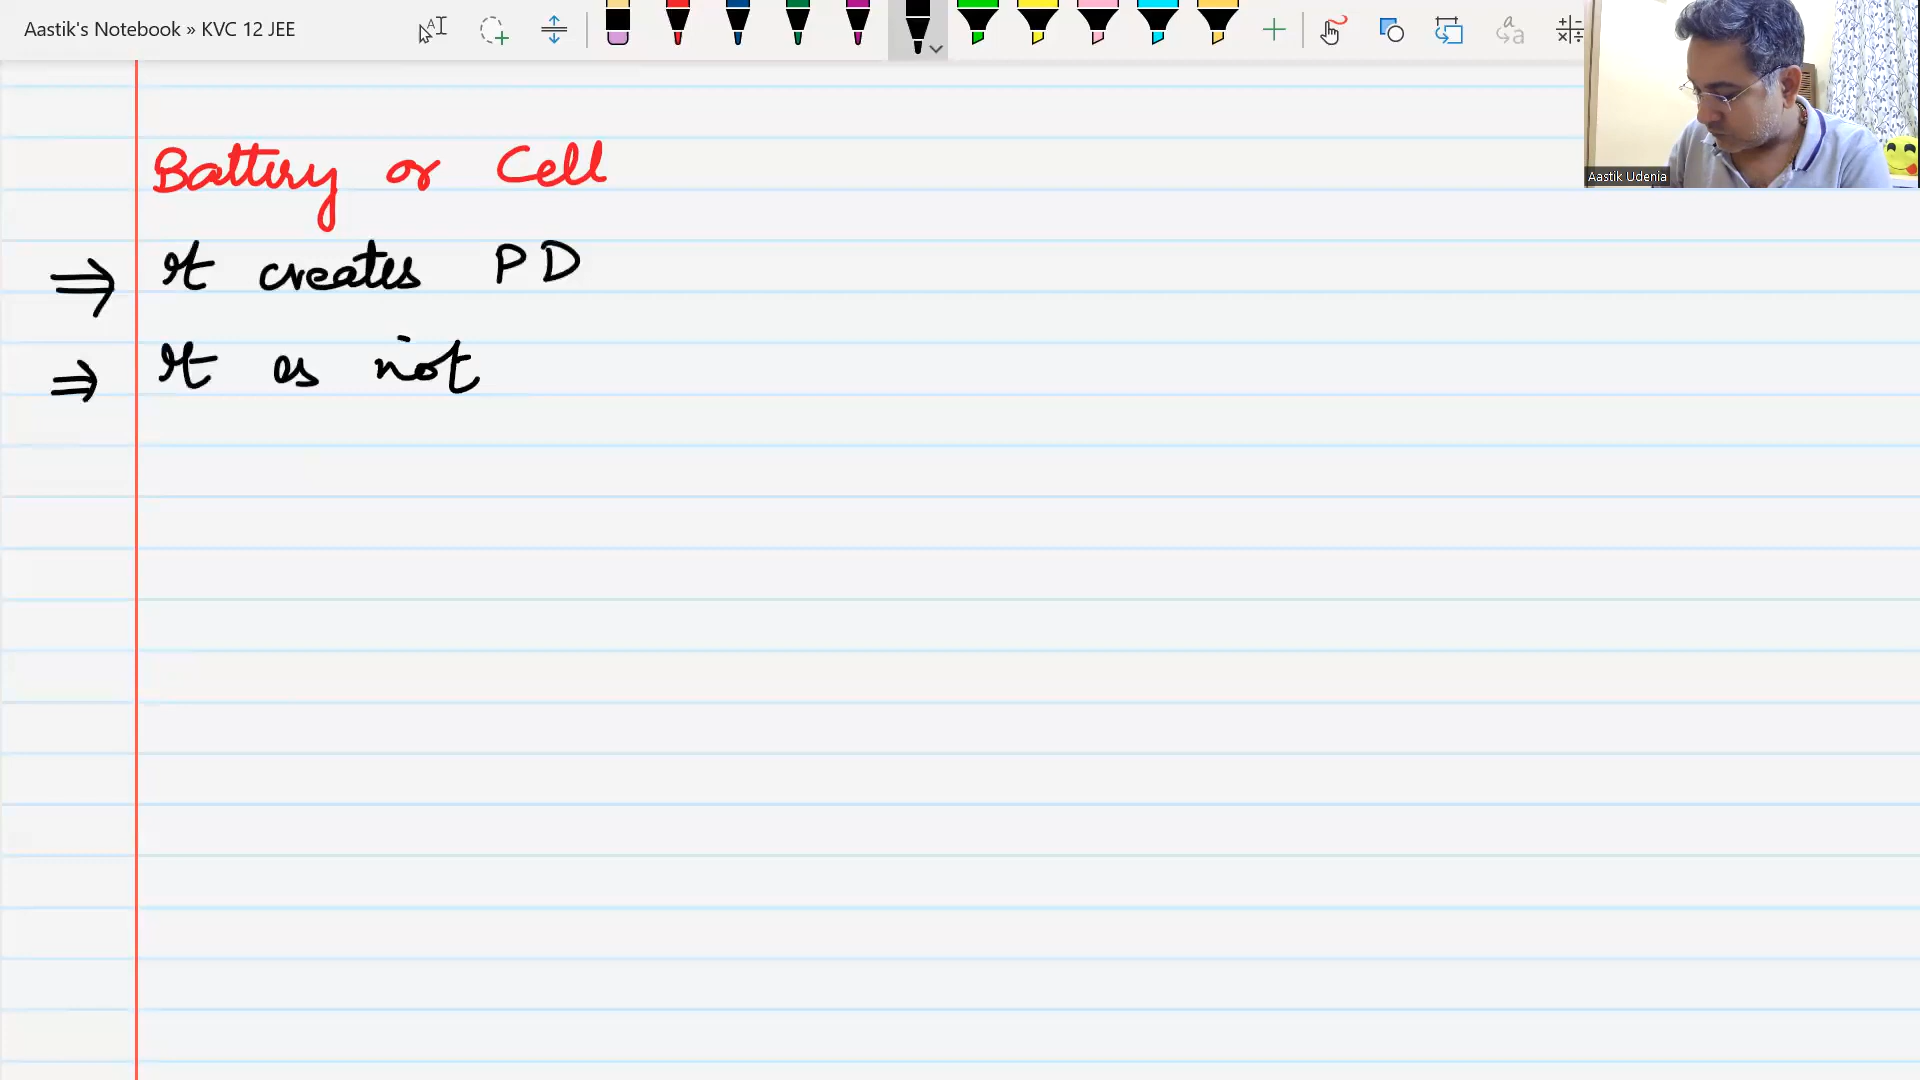 Aastik's Notebook » KVC 12 JEE
Battery or Cell
⇒ It creates PD
⇒ It is not
Aastik Udenia